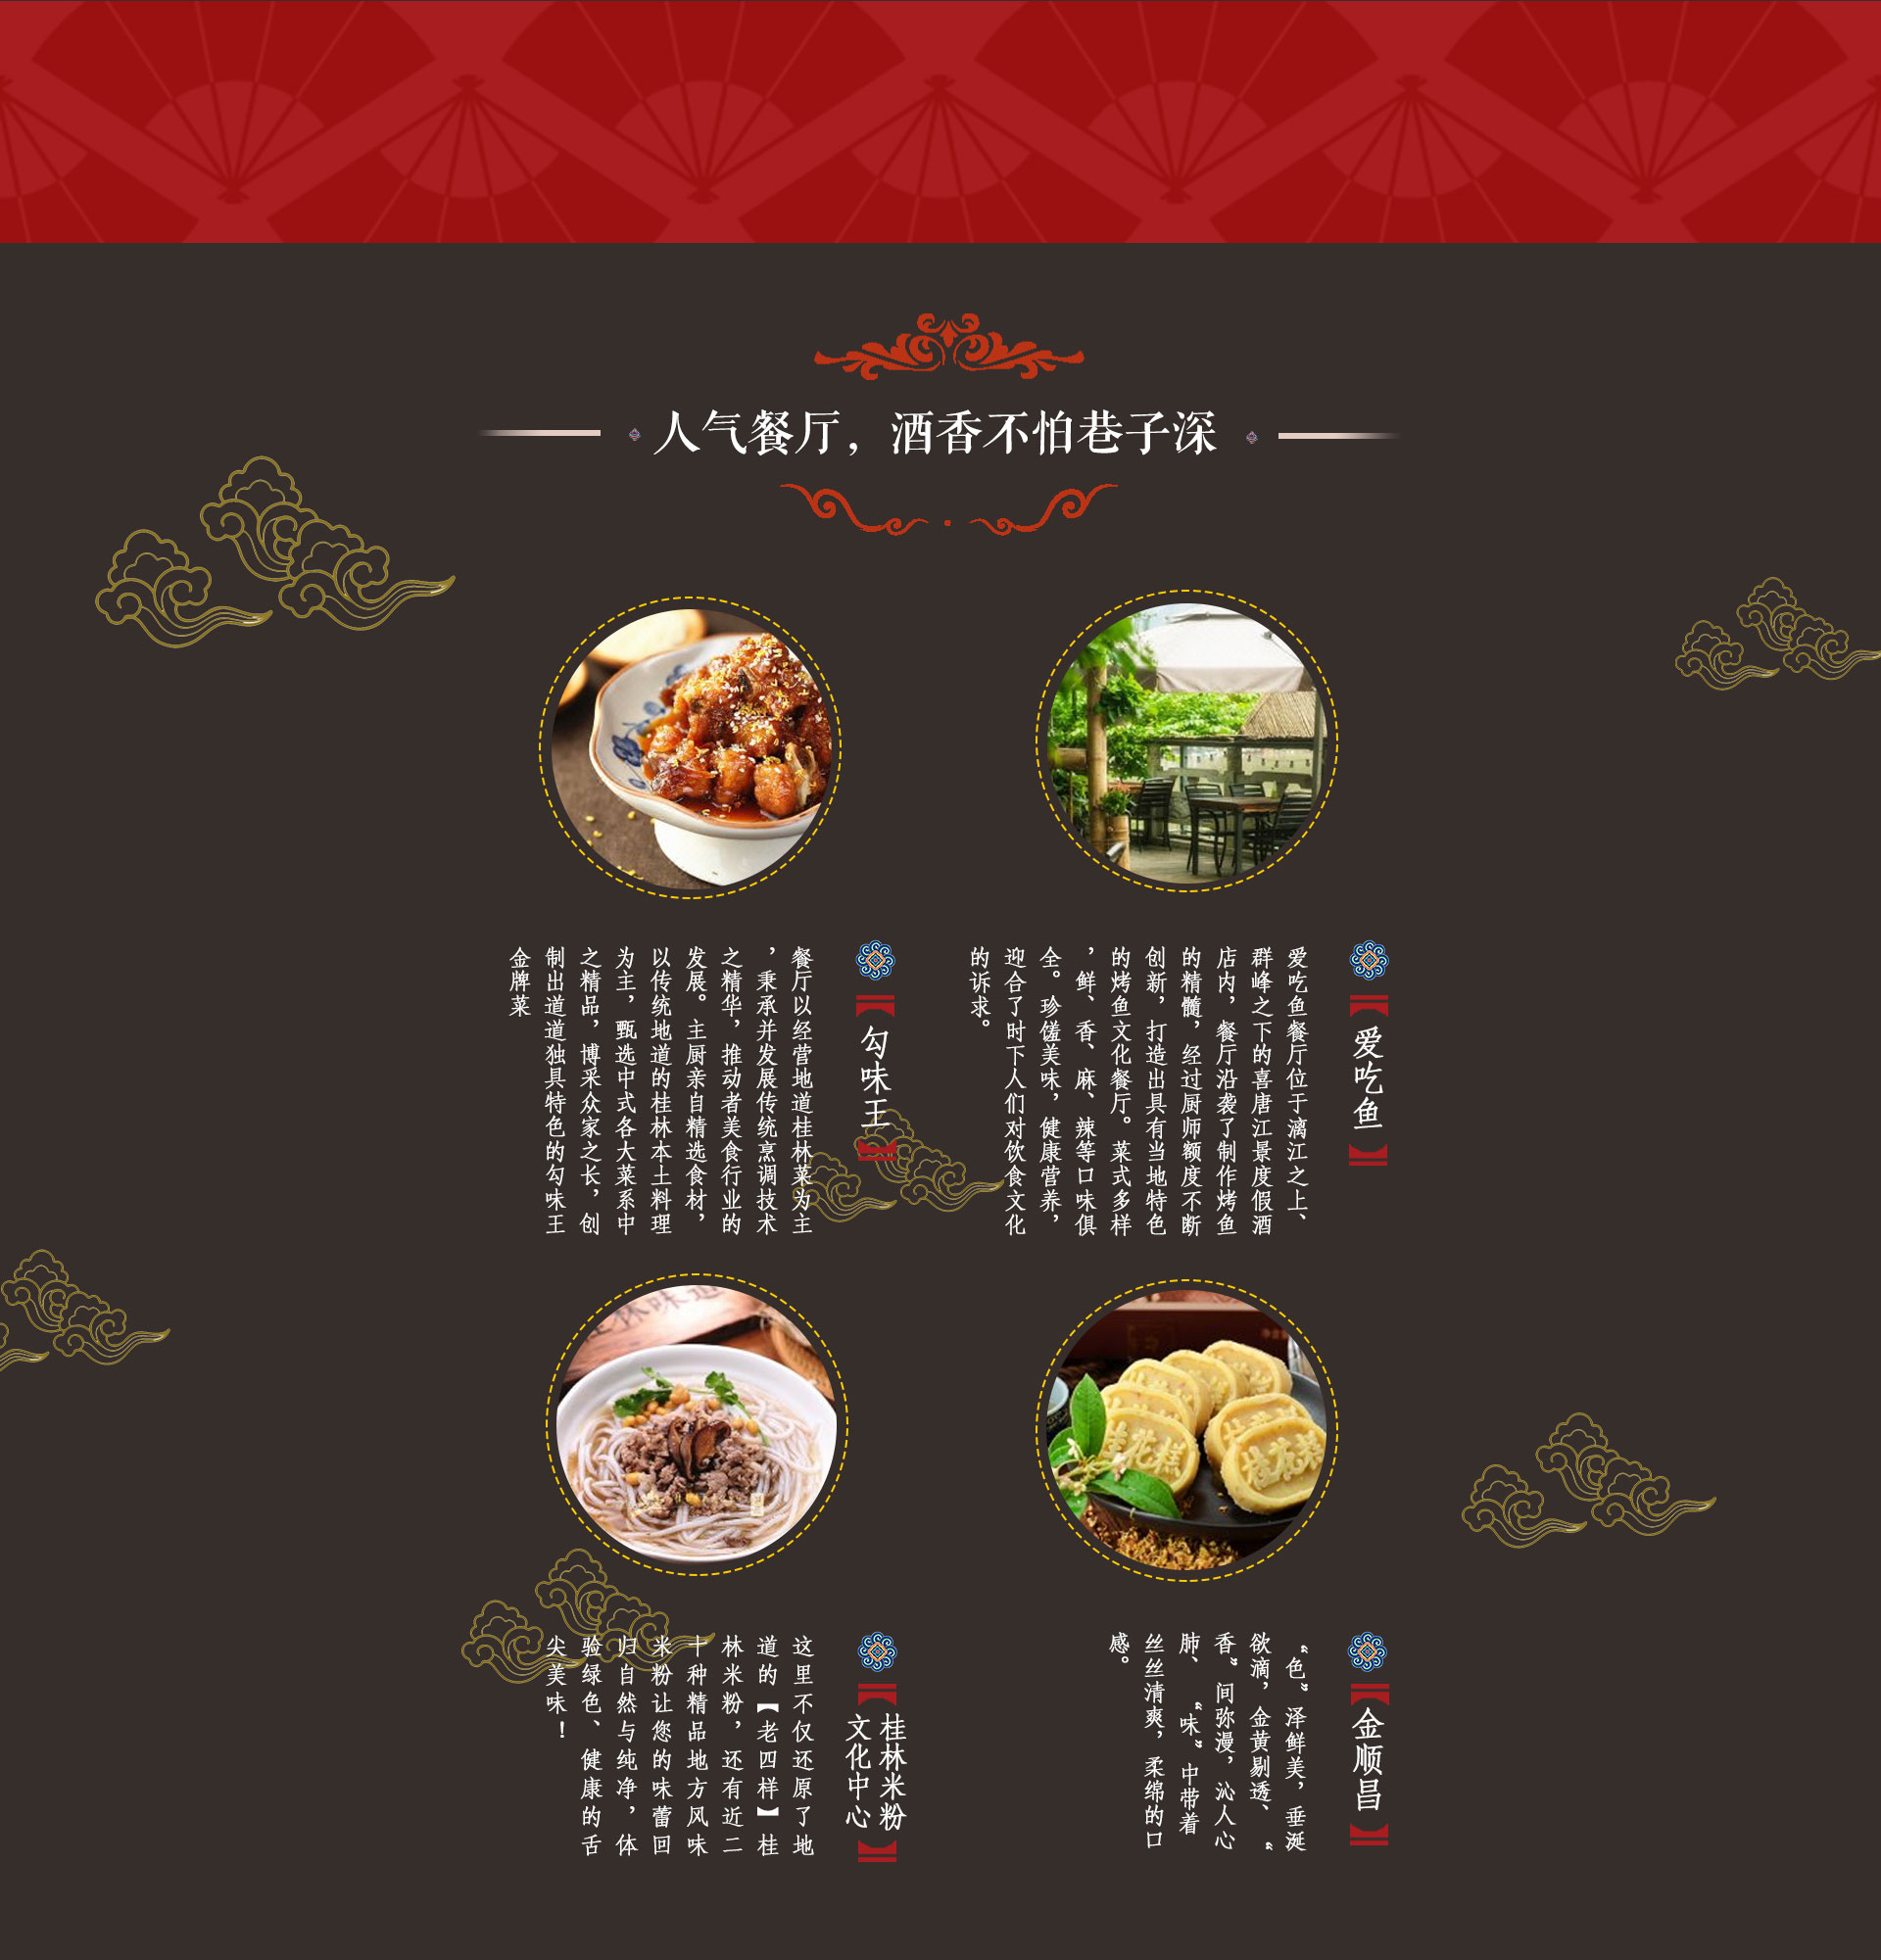 人气餐厅，酒香不怕巷子深
爱吃鱼
爱吃鱼餐厅位于漓江之上、
群峰之下的喜唐江景度假酒
店内，餐厅沿袭了制作烤鱼
的精髓，经过厨师额度不断
创新，打造出具有当地特色
的烤鱼文化餐厅。菜式多样
，鲜、香、麻、辣等口味俱
全。珍馐美味，健康营养，
迎合了时下人们对饮食文化
的诉求。
勾味王
餐厅以经营地道桂林菜为主
，秉承并发展传统烹调技术
之精华，推动者美食行业的
发展。主厨亲自精选食材，
以传统地道的桂林本土料理
为主，甄选中式各大菜系中
之精品，博采众家之长，创
制出道道独具特色的勾味王
金牌菜
金顺昌
“色”泽鲜美，垂涎
欲滴，金黄剔透、“
香”间弥漫，沁人心
肺、“味”中带着
丝丝清爽，柔绵的口
感。
桂林米粉
文化中心
这里不仅还原了地
道的【老四样】桂
林米粉，还有近二
十种精品地方风味
米粉让您的味蕾回
归自然与纯净，体
验绿色、健康的舌
尖美味！
桂花糕